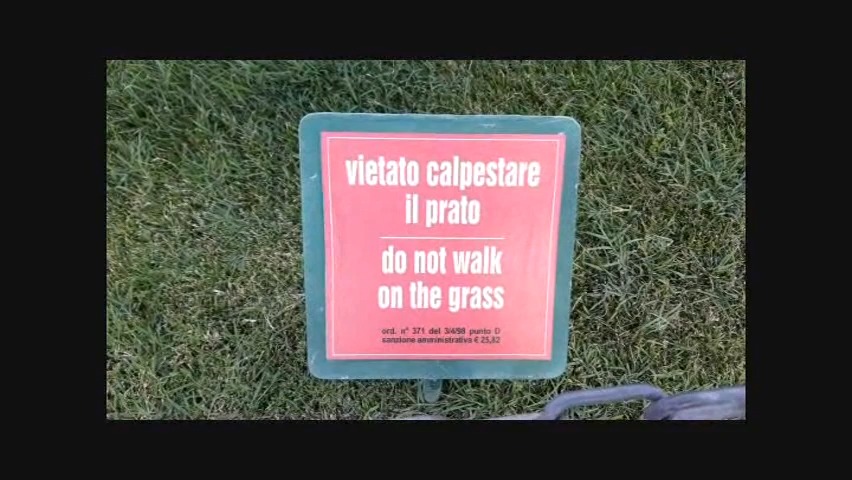 vietato calpestare
il prato
do not walk
on the grass
ord. n° 371 del 3/4/98 punto D
sanzione amministrativa € 25,82